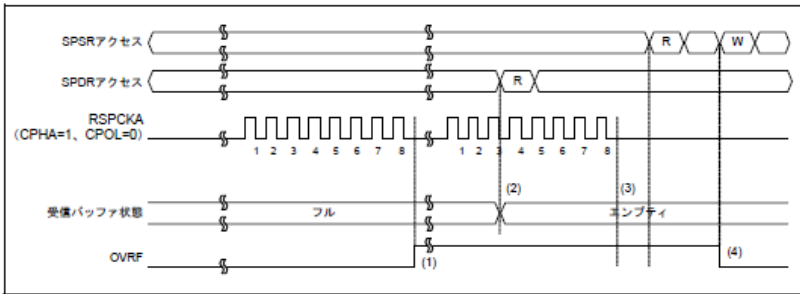 SPSRアクセス
R
W
SPDRアクセス
R
RSPCKA
(CPHA=1、CPOL=0)
1 2 3 4 5 6 7 8
1 2 3 4 5 6 7 8
(2)
(3)
受信バッファ状態
フル
エンプティ
OVRF
(1)
(4)